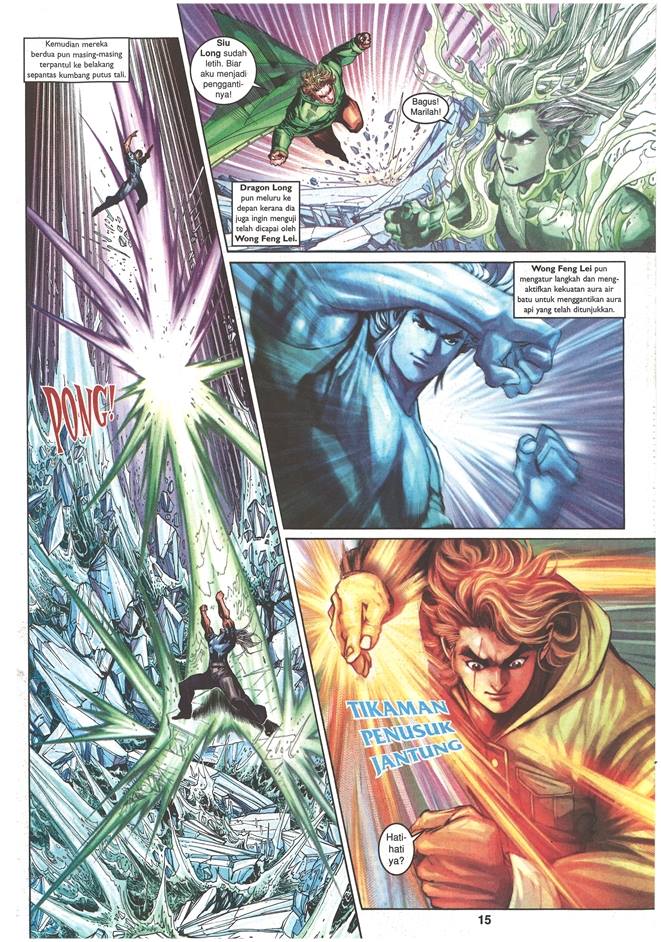 Kemudian mereka
berdua pun masing-masing
terpantul ke belakang
sepantas kumbang putus tali.
PONG!
Siu
Long sudah
letih. Biar
aku menjadi
pengganti-
nya!
Bagus!
Marilah!
Dragon Long
pun meluru ke
depan kerana dia
juga ingin menguji
telah dicapai oleh
Wong Feng Lei.
Wong Feng Lei pun
mengatur langkah dan meng-
aktifkan kekuatan aura air
batu untuk menggantikan aura
api yang telah ditunjukkan.
TIKAMAN
PENUSUK
JANTUNG
Hati-
hati
ya?
15